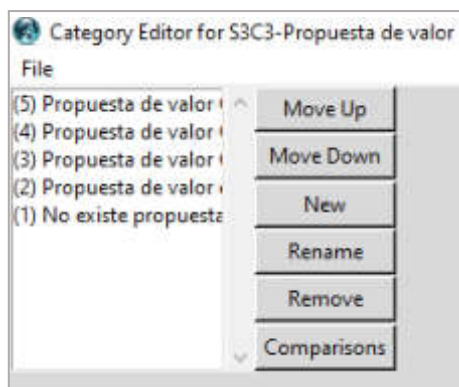 Category Editor for S3C3-Propuesta de valor
File
(5) Propuesta de valor
(4) Propuesta de valor
(3) Propuesta de valor
(2) Propuesta de valor
(1) No existe propuesta
Move Up
Move Down
New
Rename
Remove
Comparisons